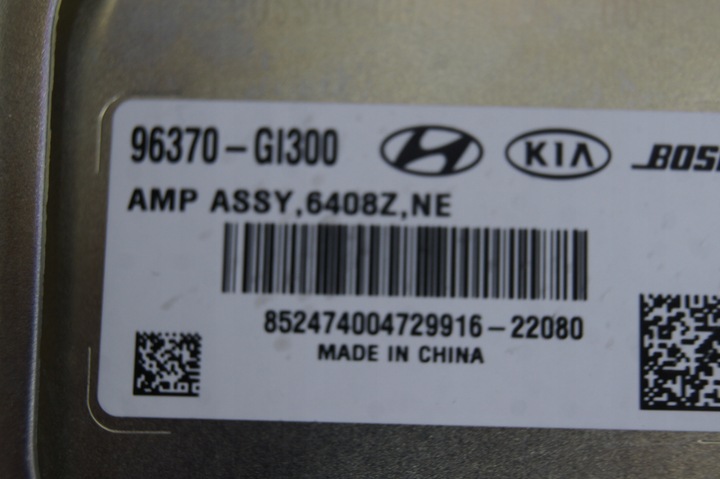 96370-GI300 KIA
AMP ASSY,6408Z,NE
852474004729916-22080
MADE IN CHINA